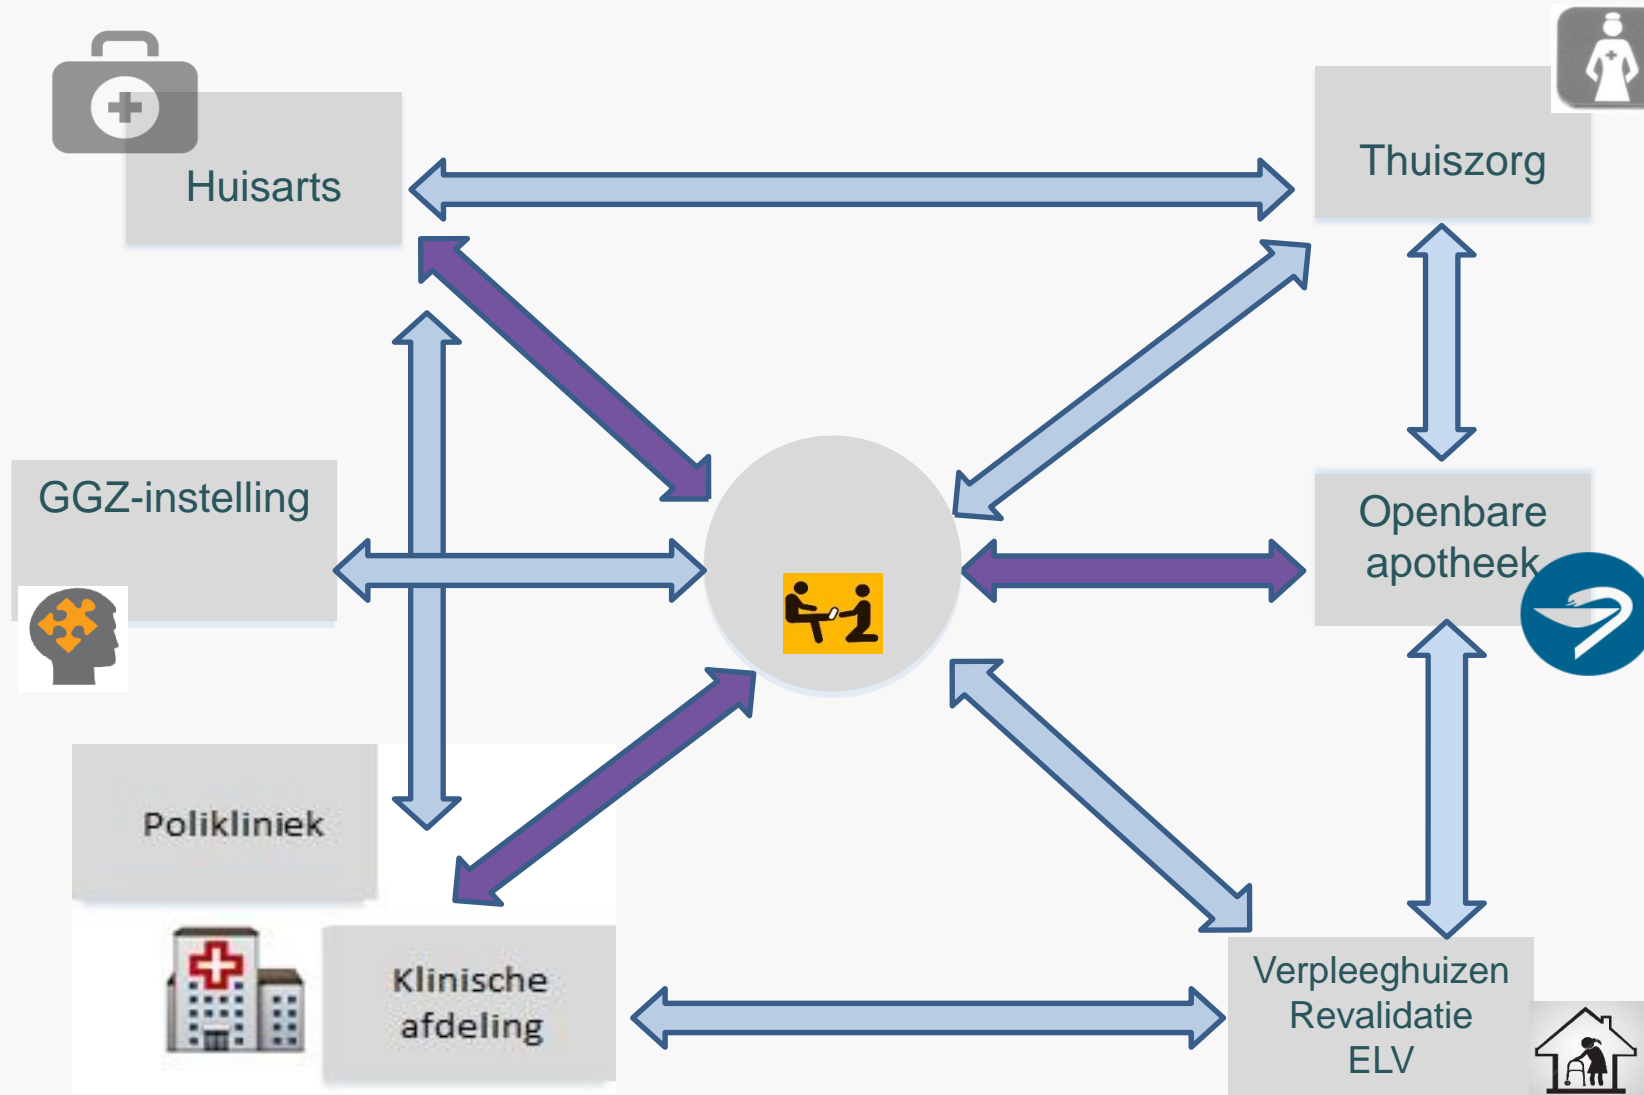 Huisarts
Thuiszorg
GGZ-instelling
Openbare
apotheek
Polikliniek
Klinische
afdeling
Verpleeghuizen
Revalidatie
ELV